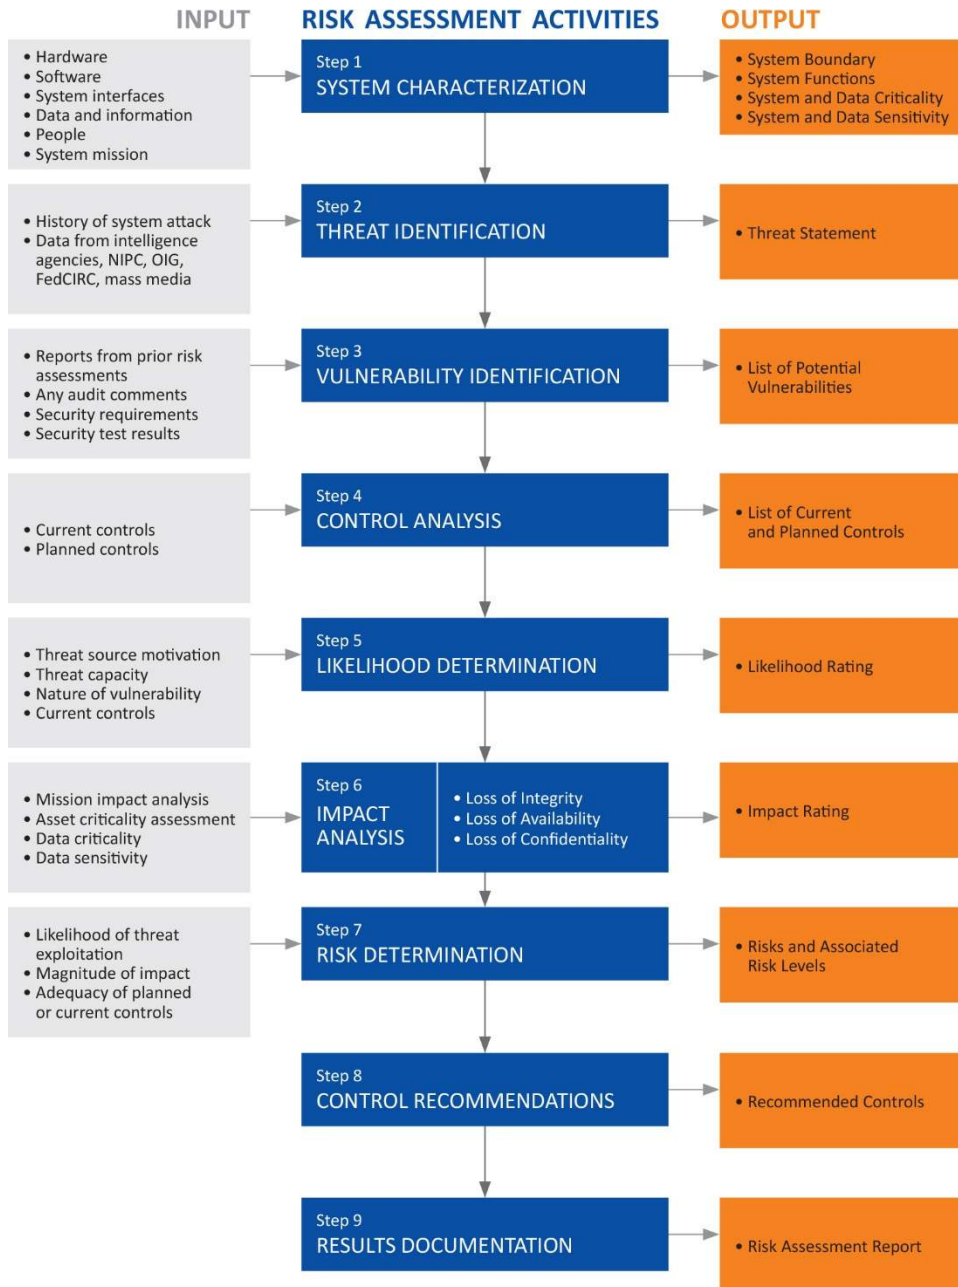 INPUT
RISK ASSESSMENT ACTIVITIES
OUTPUT
• Hardware
• Software
• System interfaces
• Data and information
• People
• System mission
Step 1
SYSTEM CHARACTERIZATION
• System Boundary
• System Functions
• System and Data Criticality
• System and Data Sensitivity
• History of system attack
• Data from intelligence
agencies, NIPC, OIG,
FedCIRC, mass media
Step 2
THREAT IDENTIFICATION
• Threat Statement
• Reports from prior risk
assessments
• Any audit comments
• Security requirements
• Security test results
Step 3
VULNERABILITY IDENTIFICATION
• List of Potential
Vulnerabilities
• Current controls
• Planned controls
Step 4
CONTROL ANALYSIS
• List of Current
and Planned Controls
• Threat source motivation
• Threat capacity
• Nature of vulnerability
• Current controls
Step 5
LIKELIHOOD DETERMINATION
• Likelihood Rating
• Mission impact analysis
• Asset criticality assessment
• Data criticality
• Data sensitivity
Step 6
IMPACT
ANALYSIS
• Loss of Integrity
• Loss of Availability
• Loss of Confidentiality
• Impact Rating
• Likelihood of threat
exploitation
• Magnitude of impact
• Adequacy of planned
or current controls
Step 7
RISK DETERMINATION
• Risks and Associated
Risk Levels
Step 8
CONTROL RECOMMENDATIONS
• Recommended Controls
Step 9
RESULTS DOCUMENTATION
• Risk Assessment Report